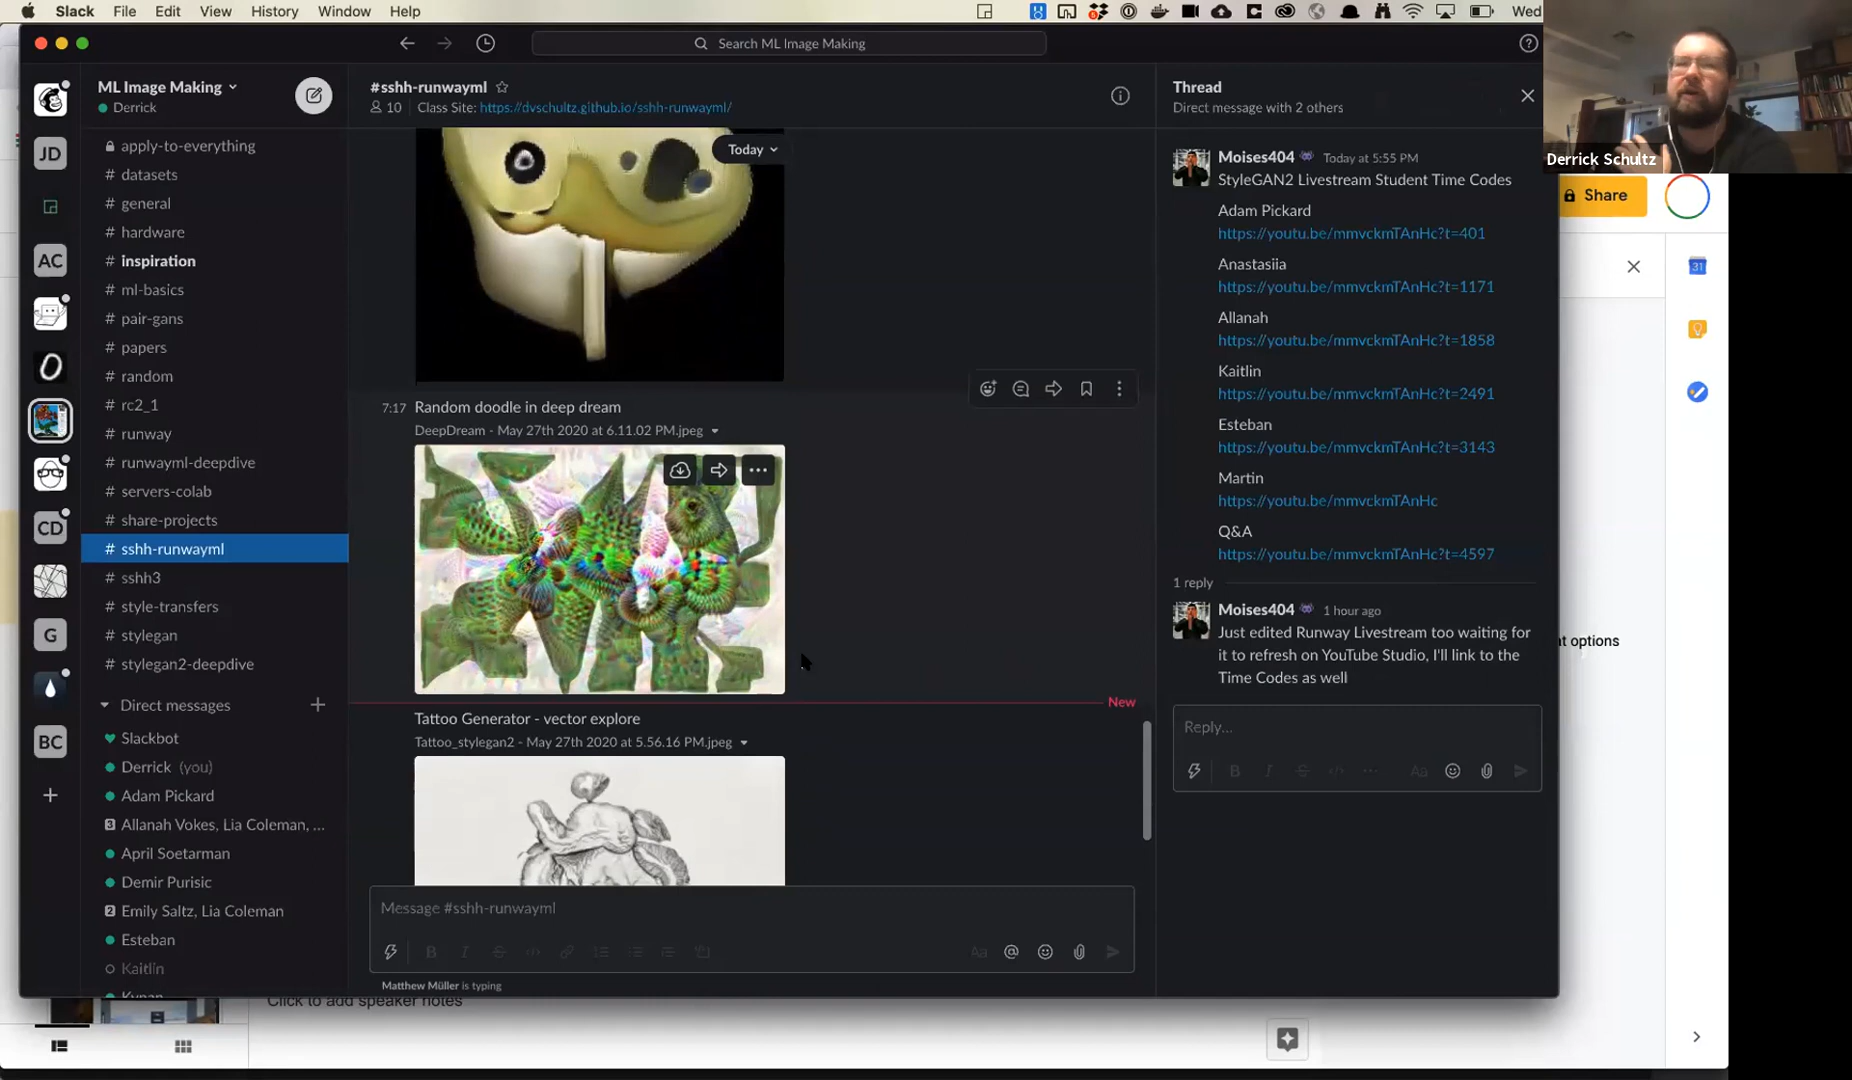 Slack File Edit View History Window Help
Wed
Search ML Image Making
ML Image Making
Derrick
JD
AC
CD
G
BC
apply-to-everything
# datasets
# general
# hardware
# inspiration
# ml-basics
# pair-gans
# papers
# random
# rc2_1
# runway
# runwayml-deepdive
# servers-colab
# share-projects
# sshh-runwayml
# sshh3
# style-transfers
# stylegan
# stylegan2-deepdive
Direct messages
Slackbot
Derrick (you)
Adam Pickard
3 Allanah Vokes, Lia Coleman, ...
April Soetarman
Demir Purisic
2 Emily Saltz, Lia Coleman
Esteban
Kaitlin
Kynan
#sshh-runwayml
10 Class Site: https://dvschultz.github.io/sshh-runwayml/
Today
7:17 Random doodle in deep dream
DeepDream - May 27th 2020 at 6.11.02 PM.jpeg
New
Tattoo Generator - vector explore
Tattoo_stylegan2 - May 27th 2020 at 5.56.16 PM.jpeg
Message #sshh-runwayml
B I S Aa @
Matthew Müller is typing
Click to add speaker notes
Thread
Direct message with 2 others
Moises404 Today at 5:55 PM
StyleGAN2 Livestream Student Time Codes
Adam Pickard
https://youtu.be/mmvckmTAnHc?t=401
Anastasiia
https://youtu.be/mmvckmTAnHc?t=1171
Allanah
https://youtu.be/mmvckmTAnHc?t=1858
Kaitlin
https://youtu.be/mmvckmTAnHc?t=2491
Esteban
https://youtu.be/mmvckmTAnHc?t=3143
Martin
https://youtu.be/mmvckmTAnHc
Q&A
https://youtu.be/mmvckmTAnHc?t=4597
1 reply
Moises404 1 hour ago
Just edited Runway Livestream too waiting for
it to refresh on YouTube Studio, I'll link to the
Time Codes as well
Reply...
B I S Aa
Derrick Schultz
Share
31
options